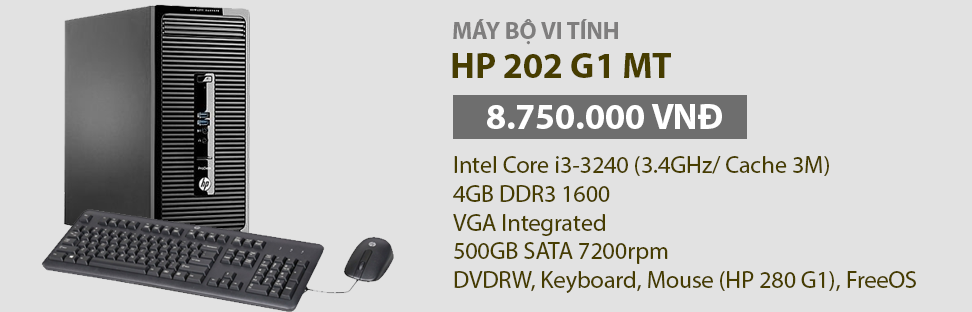 MÁY BỘ VI TÍNH
HP 202 G1 MT
8.750.000 VNĐ
Intel Core i3-3240 (3.4GHz/ Cache 3M)
4GB DDR3 1600
VGA Integrated
500GB SATA 7200rpm
DVDRW, Keyboard, Mouse (HP 280 G1), FreeOS
hp